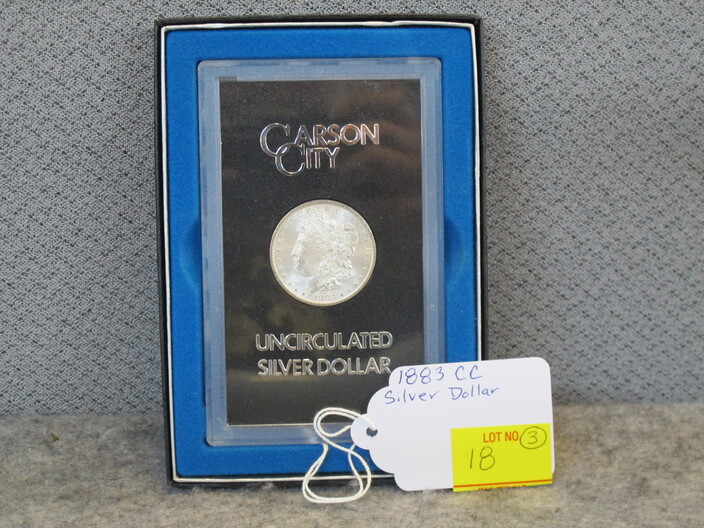 CARSON
CITY
UNCIRCULATED
SILVER DOLLAR
1883 CC
Silver Dollar
LOT NO. 3
18